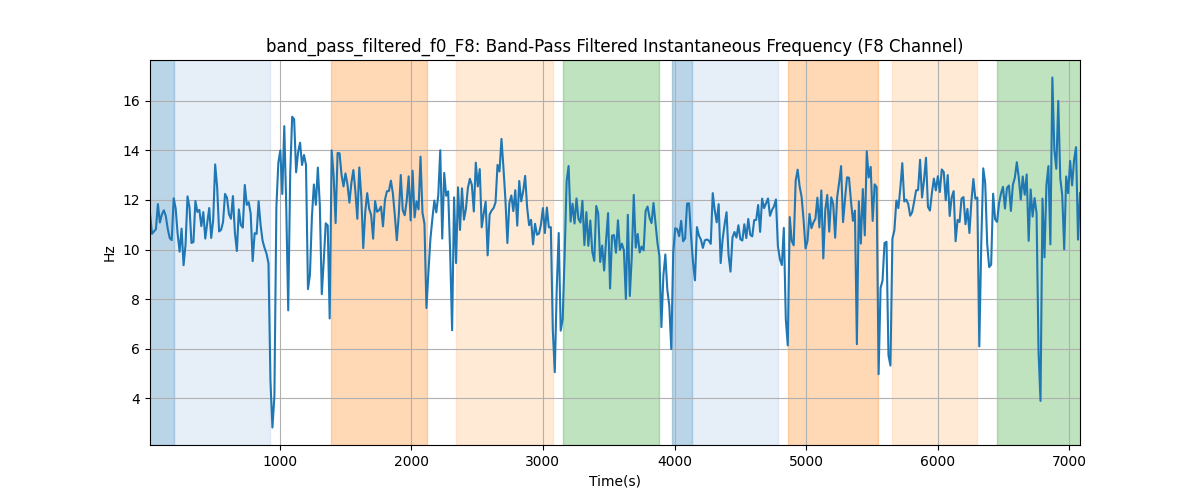 band_pass_filtered_f0_F8: Band-Pass Filtered Instantaneous Frequency (F8 Channel)
16
14
12
10
8
6
4
Hz
1000 2000 3000 4000 5000 6000 7000
Time(s)